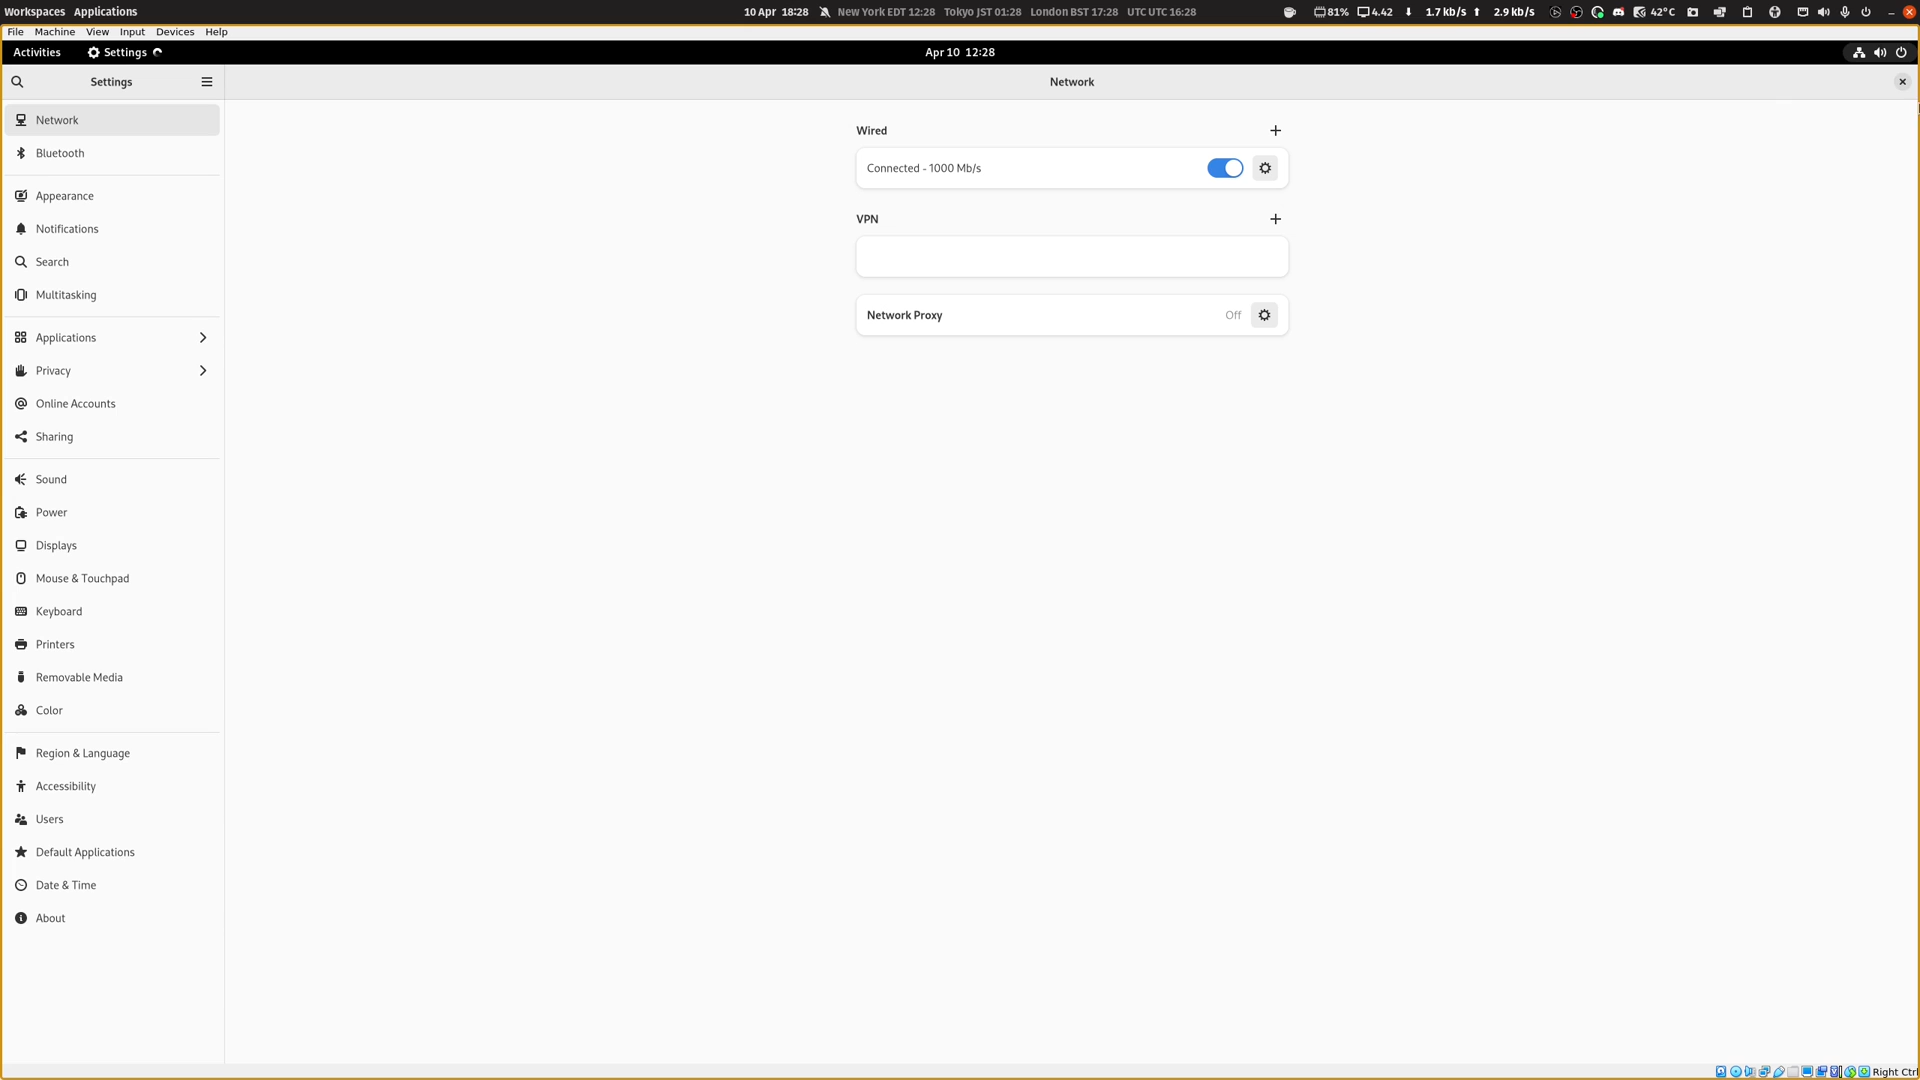 Workspaces Applications 10 Apr 18:28 New York EDT 12:28 Tokyo JST 01:28 London BST 17:28 UTC UTC 16:28 81% 4.42 1.7 kb/s 2.9 kb/s 42°C
File Machine View Input Devices Help
Activities Settings Apr 10 12:28
Settings Network
Network
Bluetooth
Appearance
Notifications
Search
Multitasking
Applications
Privacy
Online Accounts
Sharing
Sound
Power
Displays
Mouse & Touchpad
Keyboard
Printers
Removable Media
Color
Region & Language
Accessibility
Users
Default Applications
Date & Time
About
Wired
Connected - 1000 Mb/s
VPN
Network Proxy Off
Right Ctrl